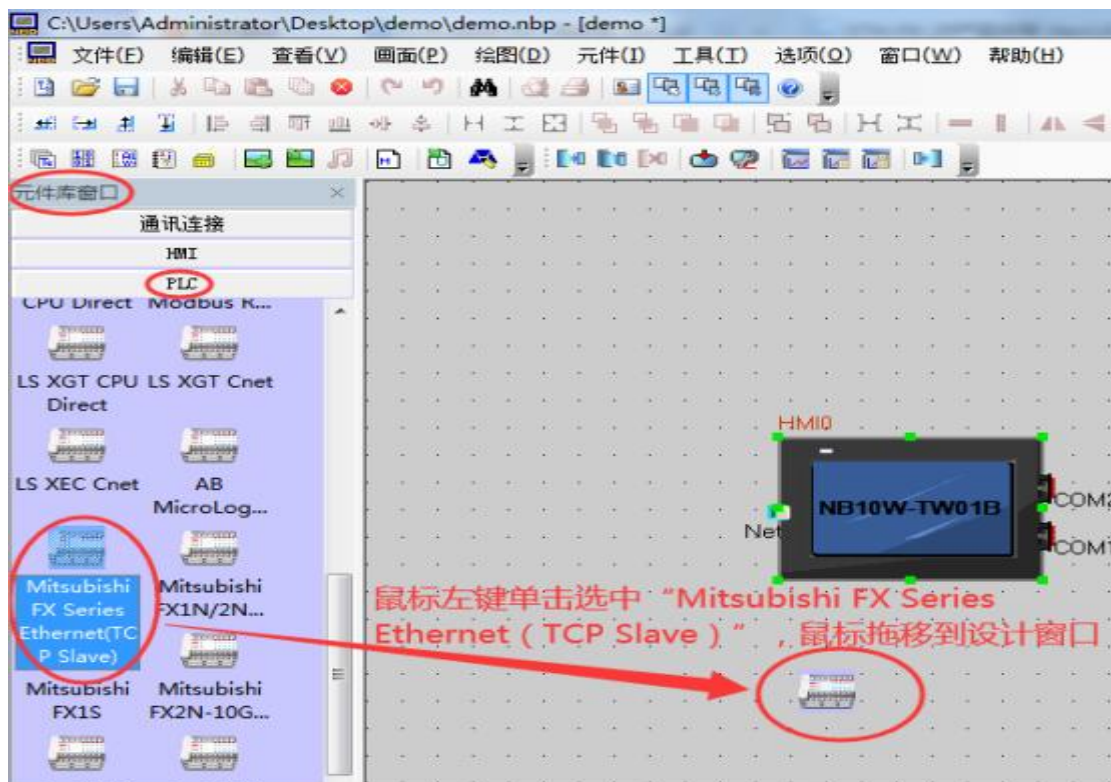 C:\Users\Administrator\Desktop\demo\demo.nbp - [demo *]
文件(F) 编辑(E) 查看(V) 画面(P) 绘图(D) 元件(I) 工具(T) 选项(O) 窗口(W) 帮助(H)
元件库窗口
通讯连接
HMI
PLC
CPU Direct Modbus R...
LS XGT CPU LS XGT Cnet
Direct
LS XEC Cnet AB
MicroLog...
Mitsubishi Mitsubishi
FX Series FX1N/2N...
Ethernet(TC
P Slave)
Mitsubishi Mitsubishi
FX1S FX2N-10G...
HMI0
NB10W-TW01B
COM2
Net
COM1
鼠标左键单击选中“Mitsubishi FX Series
Ethernet（TCP Slave）”，鼠标拖移到设计窗口